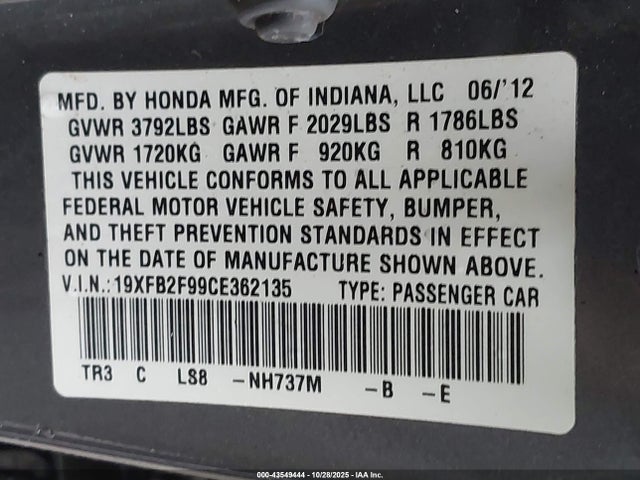 MFD. BY HONDA MFG. OF INDIANA, LLC 06/'12
GVWR 3792LBS GAWR F 2029LBS R 1786LBS
GVWR 1720KG GAWR F 920KG R 810KG
THIS VEHICLE CONFORMS TO ALL APPLICABLE
FEDERAL MOTOR VEHICLE SAFETY, BUMPER,
AND THEFT PREVENTION STANDARDS IN EFFECT
ON THE DATE OF MANUFACTURE SHOWN ABOVE.
V.I.N.:19XFB2F99CE362135 TYPE: PASSENGER CAR
TR3 C LS8 -NH737M -B -E
000-43549444 | 10/28/2025 | IAA Inc.